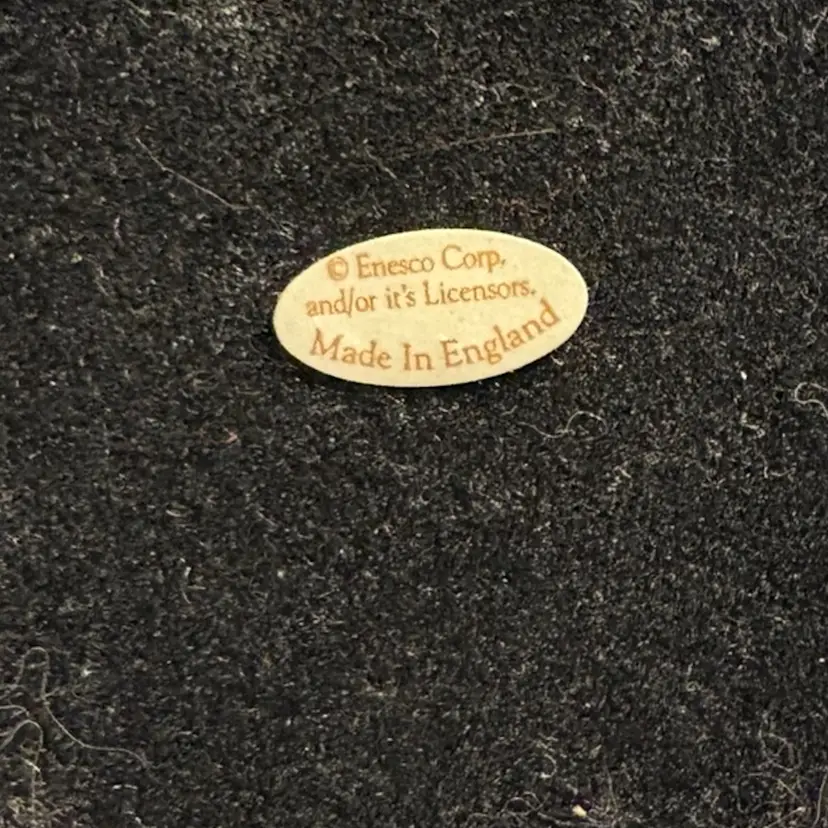 © Enesco Corp.
and/or it's Licensors.
Made In England